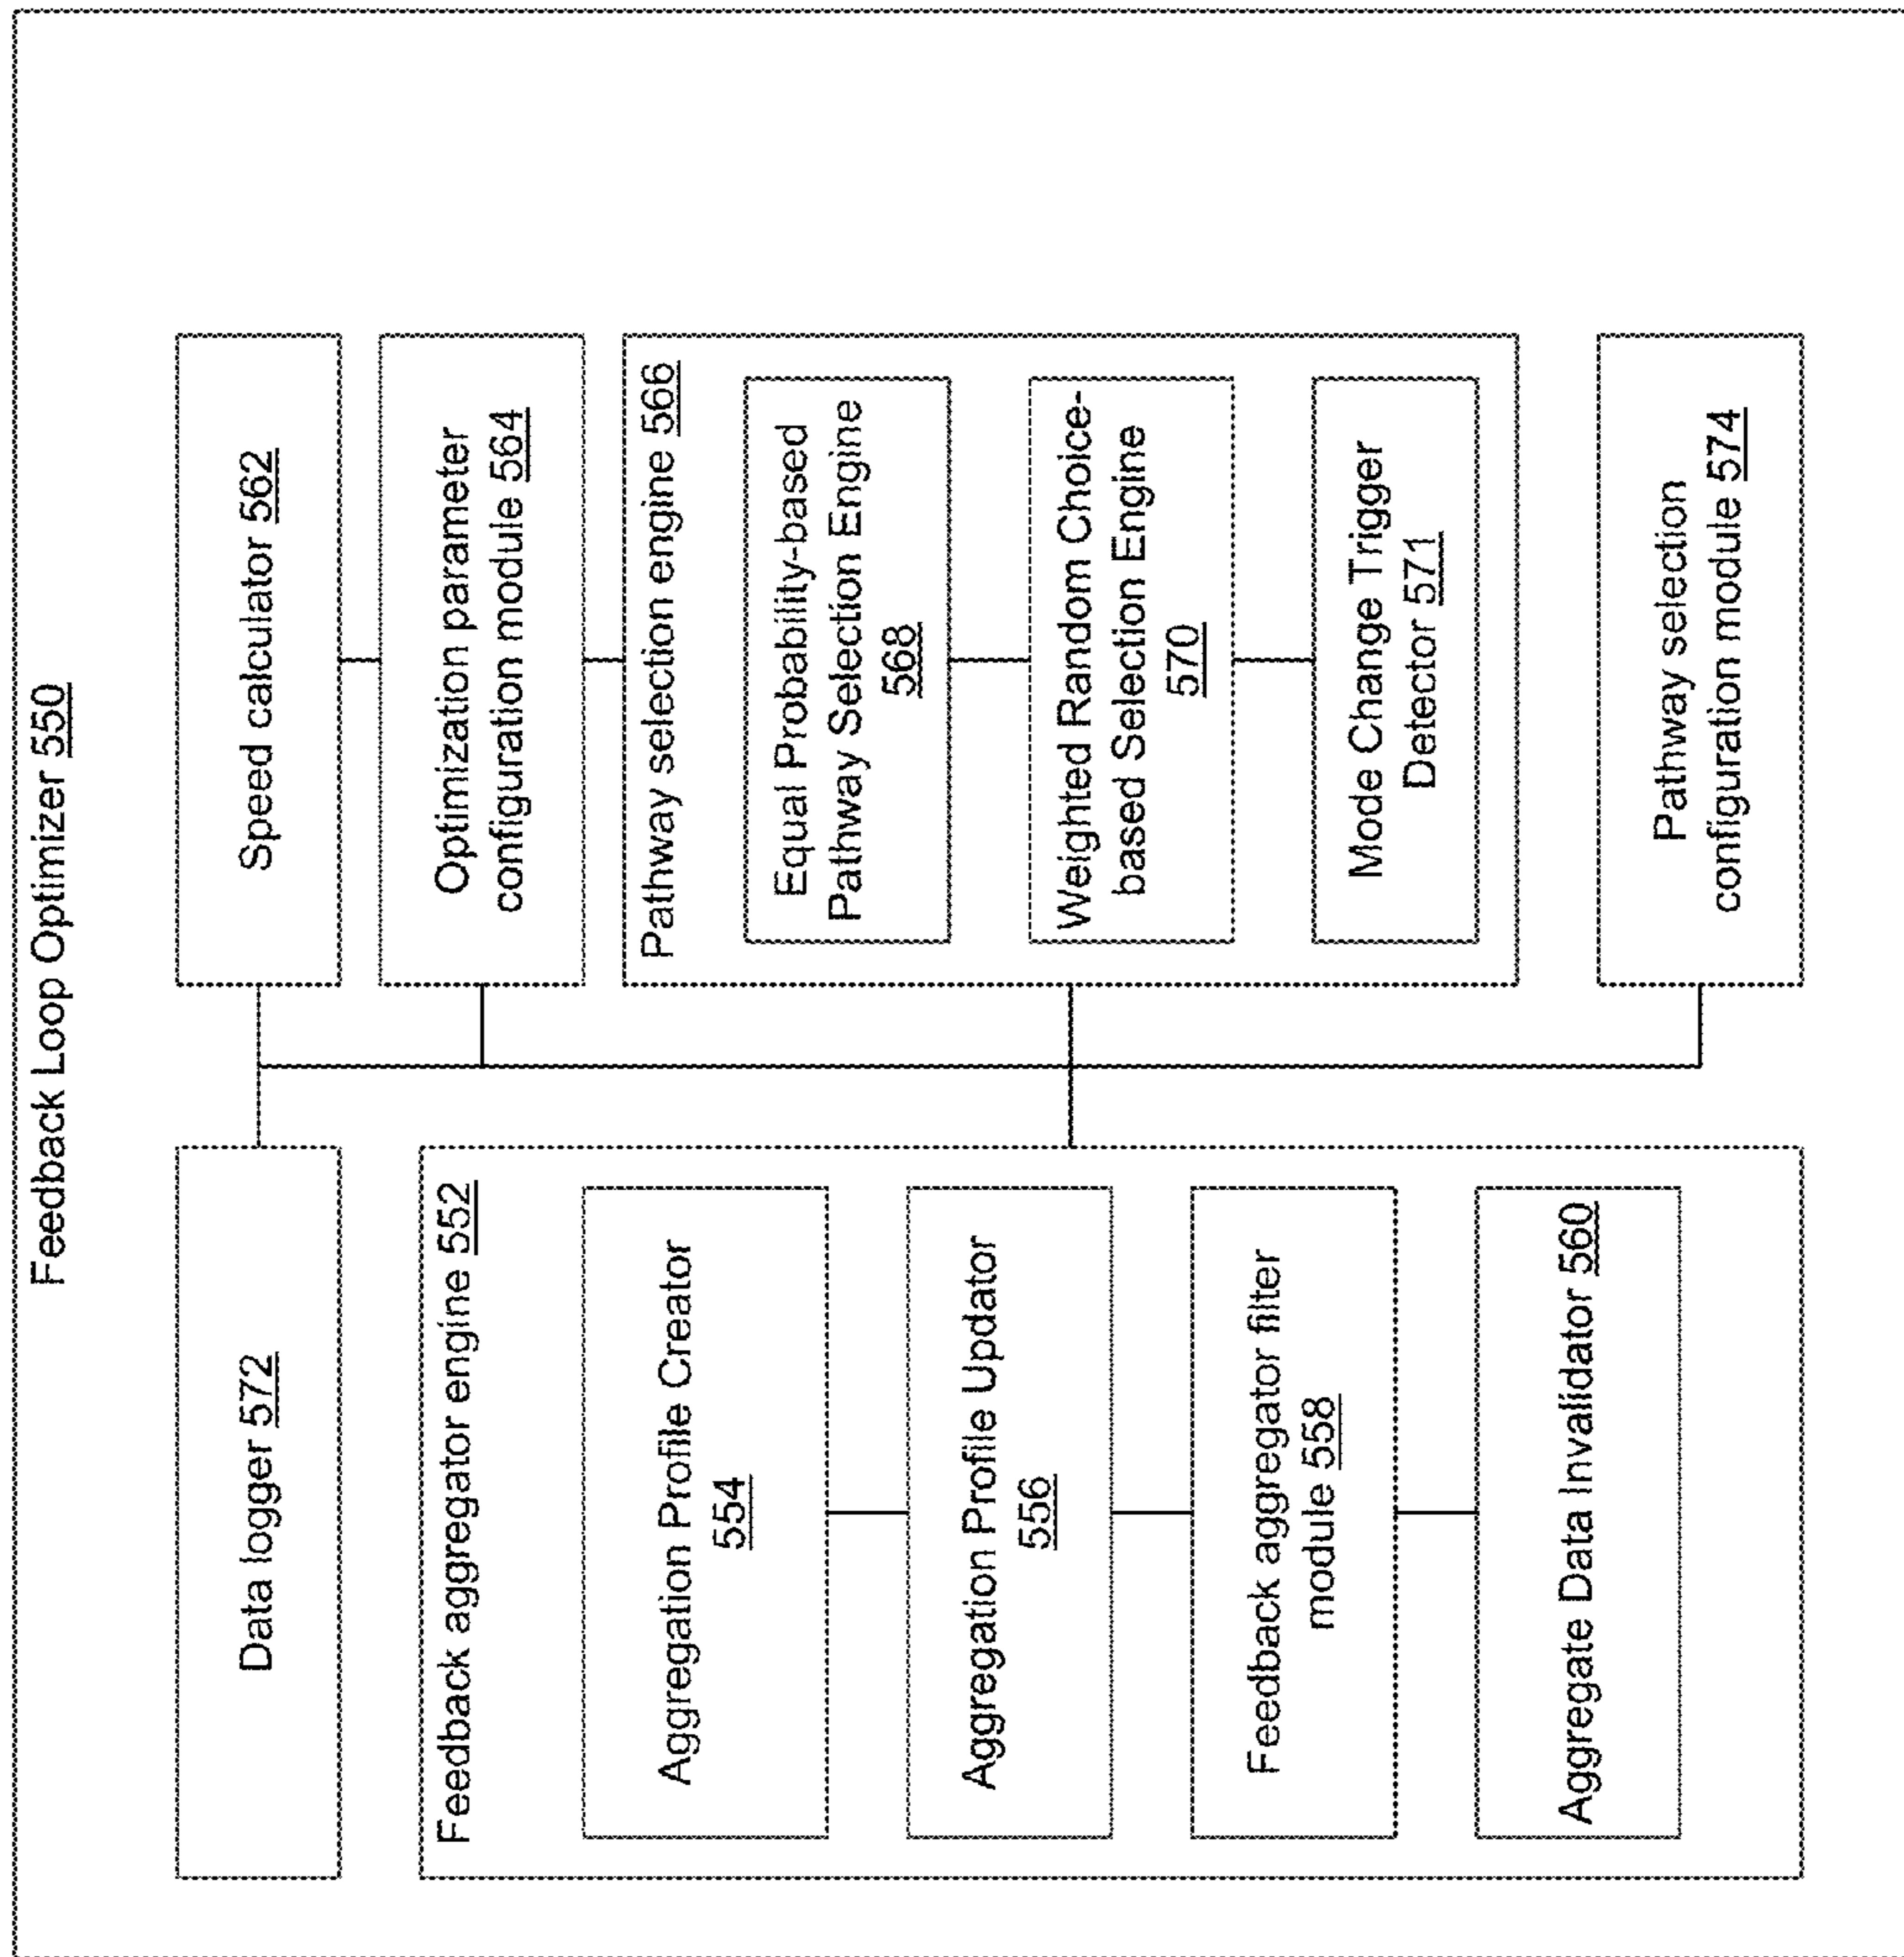 Feedback Loop Optimizer 550
Data logger 572
Feedback aggregator engine 552
Aggregation Profile Creator
554
Aggregation Profile Updator
556
Feedback aggregator filter
module 558
Aggregate Data Invalidator 560
Speed calculator 562
Optimization parameter
configuration module 564
Pathway selection engine 566
Equal Probability-based
Pathway Selection Engine
568
Weighted Random Choice-
based Selection Engine
570
Mode Change Trigger
Detector 571
Pathway selection
configuration module 574